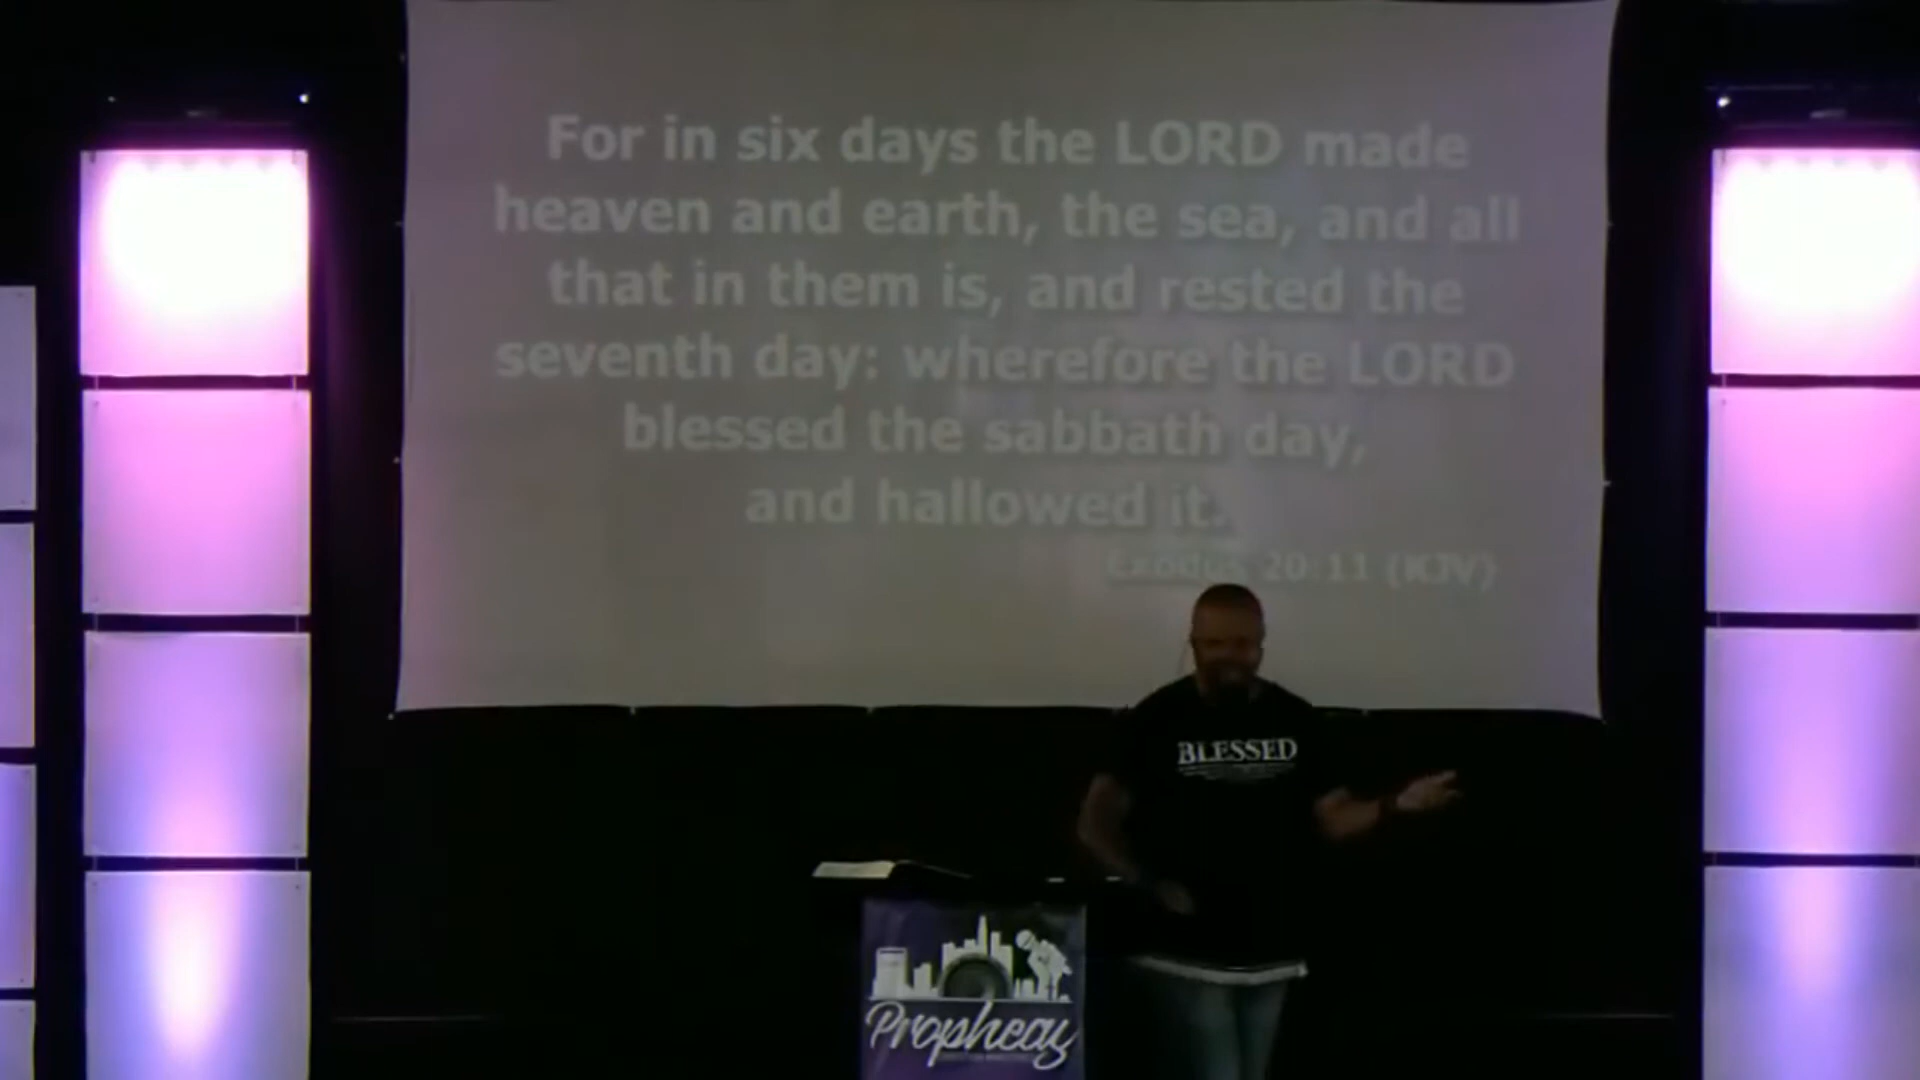 For in six days the LORD made
heaven and earth, the sea, and all
that in them is, and rested the
seventh day: wherefore the LORD
blessed the sabbath day,
and hallowed it.
Exodus 20:11 (KJV)
BLESSED
Propheaz